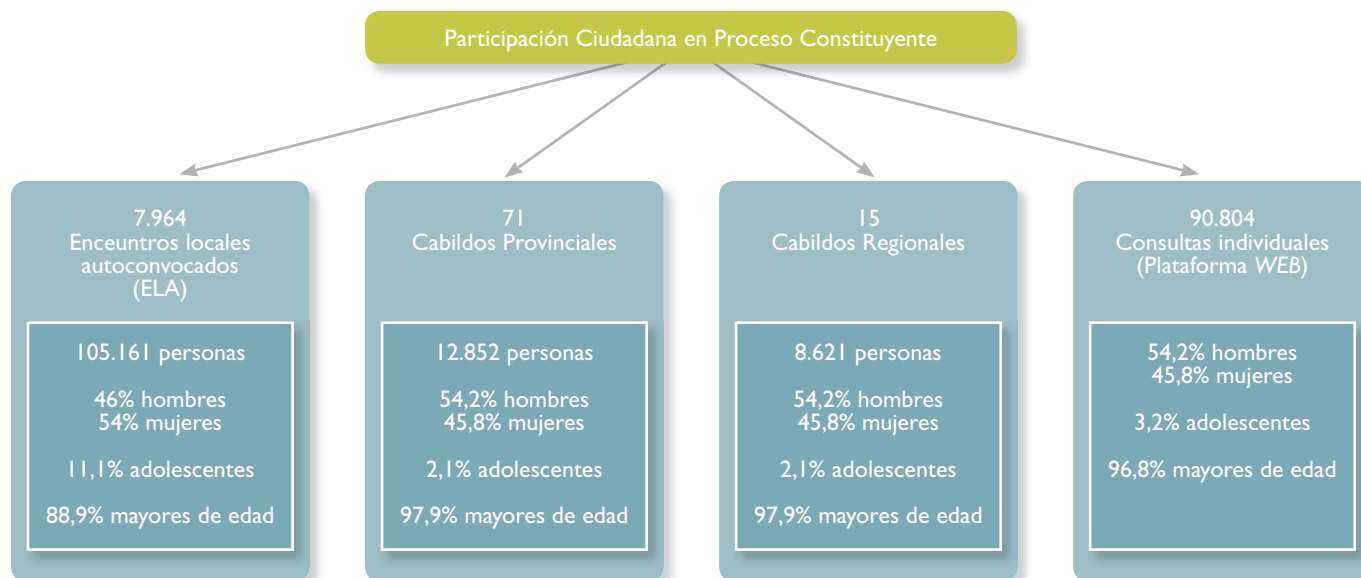 Participación Ciudadana en Proceso Constituyente
7.964
Enceuntros locales
autoconvocados
(ELA)
105.161 personas
46% hombres
54% mujeres
11,1% adolescentes
88,9% mayores de edad
71
Cabildos Provinciales
12.852 personas
54,2% hombres
45,8% mujeres
2,1% adolescentes
97,9% mayores de edad
15
Cabildos Regionales
8.621 personas
54,2% hombres
45,8% mujeres
2,1% adolescentes
97,9% mayores de edad
90.804
Consultas individuales
(Plataforma WEB)
54,2% hombres
45,8% mujeres
3,2% adolescentes
96,8% mayores de edad